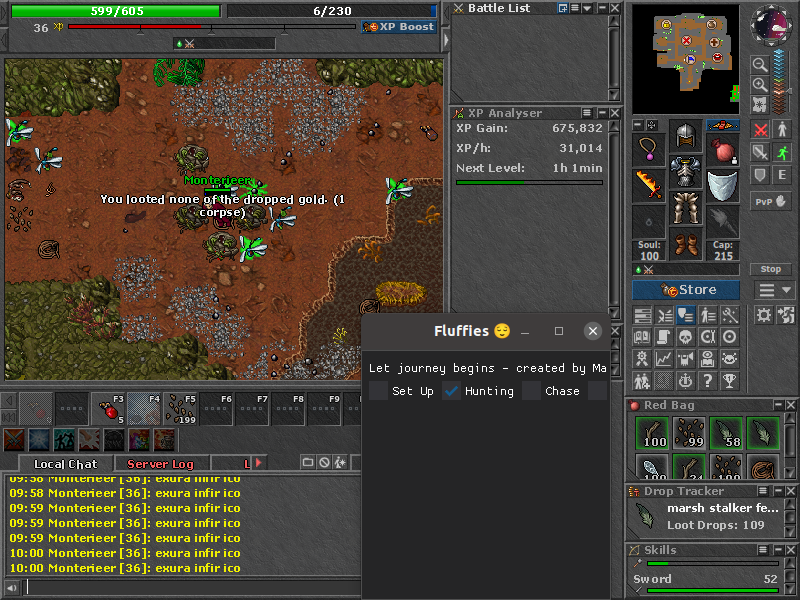 599/605
6/230
36
XP Boost
Battle List
XP Analyser
XP Gain: 675,832
XP/h: 31,014
Next Level: 1h 1min
Monterieer
You looted none of the dropped gold. (1
corpse)
Soul:
100
Cap:
215
E
PvP
Stop
Store
Fluffies 😌
Let journey begins - created by Ma
Set Up
Hunting
Chase
F3
5
F4
F5
199
F6
F7
F8
F9
Local Chat
Server Log
L
09:58 Monterieer [36]: exura infir ico
09:58 Monterieer [36]: exura infir ico
09:59 Monterieer [36]: exura infir ico
09:59 Monterieer [36]: exura infir ico
09:59 Monterieer [36]: exura infir ico
10:00 Monterieer [36]: exura infir ico
10:00 Monterieer [36]: exura infir ico
Red Bag
100
99
58
Drop Tracker
marsh stalker fe...
Loot Drops: 109
Skills
Sword 52